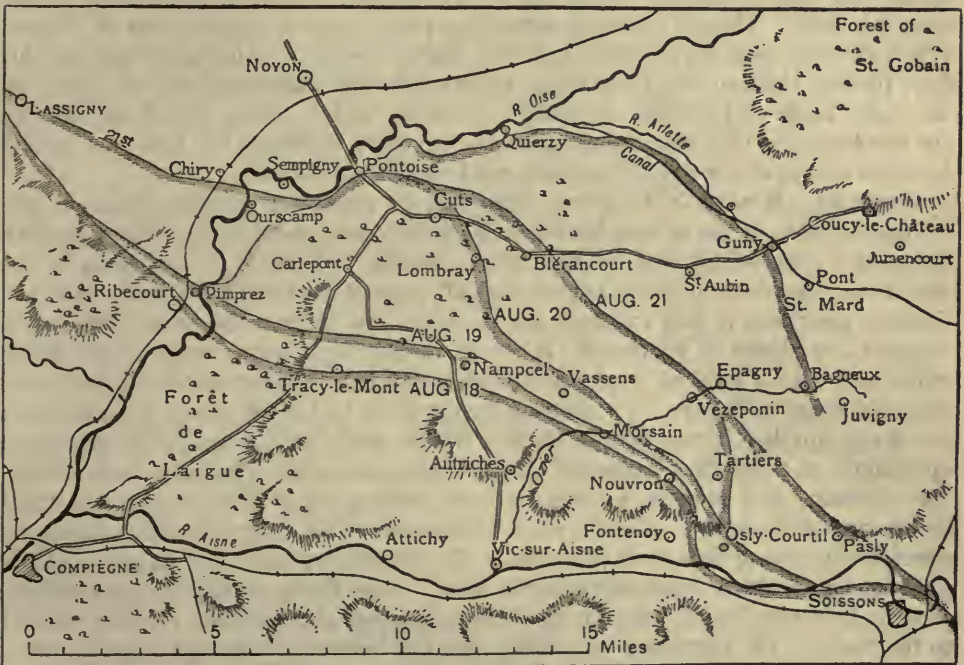 Forest of
St. Gobain
NOYON
R. Oise
LASSIGNY
21st
R. Arlette
Canal
Quierzy
Chiry
Sempigny
Pontoise
Ourscamp
Cuts
Coucy-le-Château
Guny
Jumencourt
Carlepont
Lombray
Blérancourt
St Aubin
Pont
St. Mard
Ribecourt
Pimprez
AUG. 20
AUG. 21
AUG. 19
Nampcel
Vassens
Epagny
Bagneux
Tracy-le-Mont
AUG 18
Vezeponin
Juvigny
Forêt
de
Laigue
Morsain
Autriches
Ozer
Tartiers
Nouvron
R. Aisne
Attichy
Fontenoy
Osly-Courtil
Pasly
Vic-sur-Aisne
COMPIÈGNE
SOISSONS
0 5 10 15
Miles